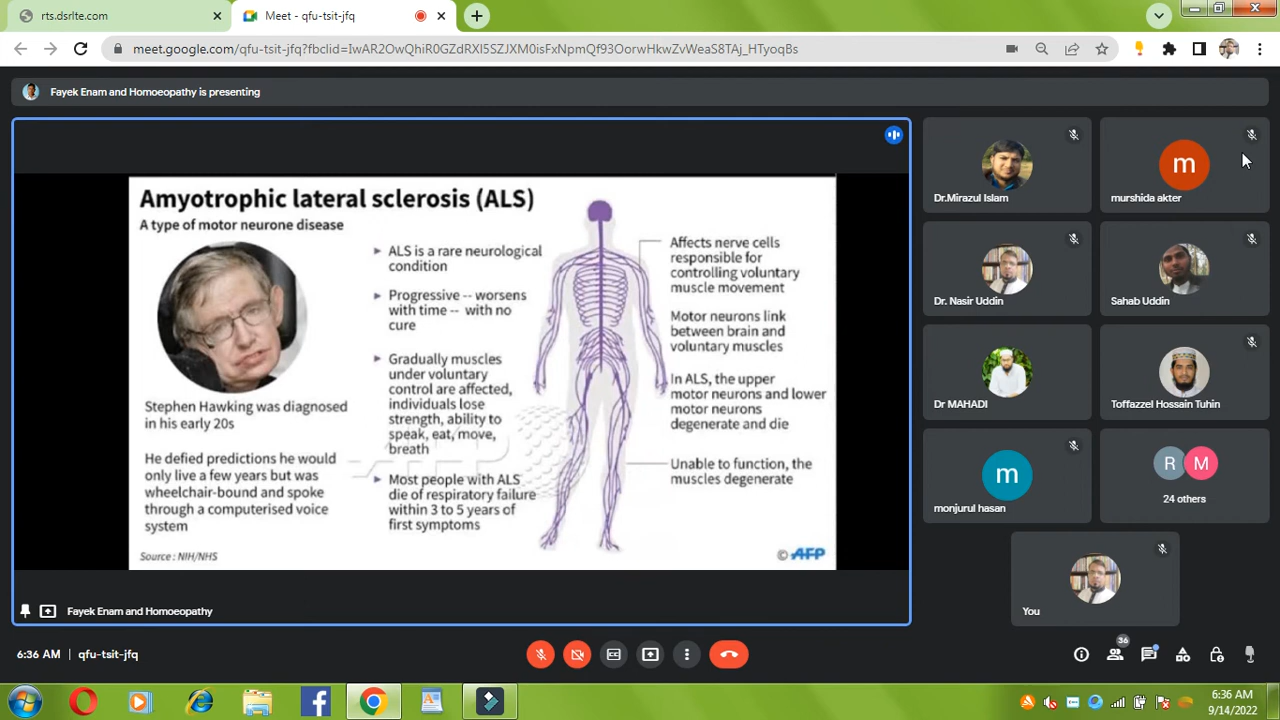 rts.dsrlte.com
Meet - qfu-tsit-jfq
meet.google.com/qfu-tsit-jfq?fbclid=IwAR2OwQhiR0GZdRXI5SZJXM0isFxNpmQf93OorwHkwZvWeaS8TAj_HTyoqBs
Fayek Enam and Homoeopathy is presenting
Amyotrophic lateral sclerosis (ALS)
A type of motor neurone disease
Stephen Hawking was diagnosed
in his early 20s
He defied predictions he would
only live a few years but was
wheelchair-bound and spoke
through a computerised voice
system
Source : NIH/NHS
ALS is a rare neurological
condition
Progressive -- worsens
with time -- with no
cure
Gradually muscles
under voluntary
control are affected,
individuals lose
strength, ability to
speak, eat, move,
breath
Most people with ALS
die of respiratory failure
within 3 to 5 years of
first symptoms
Affects nerve cells
responsible for
controlling voluntary
muscle movement
Motor neurons link
between brain and
voluntary muscles
In ALS, the upper
motor neurons and lower
motor neurons
degenerate and die
Unable to function, the
muscles degenerate
© AFP
Fayek Enam and Homoeopathy
Dr.Mirazul Islam
m
murshida akter
Dr. Nasir Uddin
Sahab Uddin
Dr MAHADI
Toffazzel Hossain Tuhin
m
monjurul hasan
R M
24 others
You
6:36 AM | qfu-tsit-jfq
36
6:36 AM
9/14/2022